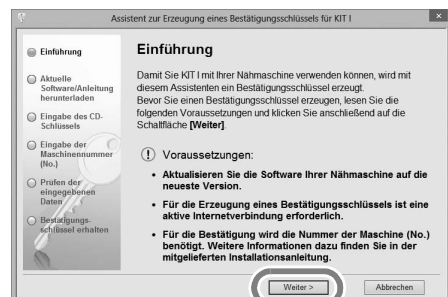 Assistent zur Erzeugung eines Bestätigungsschlüssels für KIT I
Einführung
Aktuelle
Software/Anleitung
herunterladen
Eingabe des CD-
Schlüssels
Eingabe der
Maschinennummer
(No.)
Prüfen der
eingegebenen
Daten
Bestätigungs-
schlüssel erhalten
Einführung
Damit Sie KIT I mit Ihrer Nähmaschine verwenden können, wird mit
diesem Assistenten ein Bestätigungsschlüssel erzeugt.
Bevor Sie einen Bestätigungsschlüssel erzeugen, lesen Sie die
folgenden Voraussetzungen und klicken Sie anschließend auf die
Schaltfläche [Weiter].
Voraussetzungen:
• Aktualisieren Sie die Software Ihrer Nähmaschine auf die
neueste Version.
• Für die Erzeugung eines Bestätigungsschlüssels ist eine
aktive Internetverbindung erforderlich.
• Für die Bestätigung wird die Nummer der Maschine (No.)
benötigt. Weitere Informationen dazu finden Sie in der
mitgelieferten Installationsanleitung.
Weiter >
Abbrechen